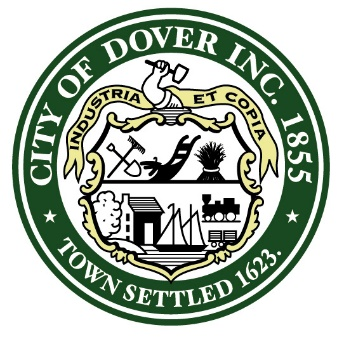 CITY OF DOVER INC. 1855
INDUSTRIA ET COPIA
TOWN SETTLED 1623.